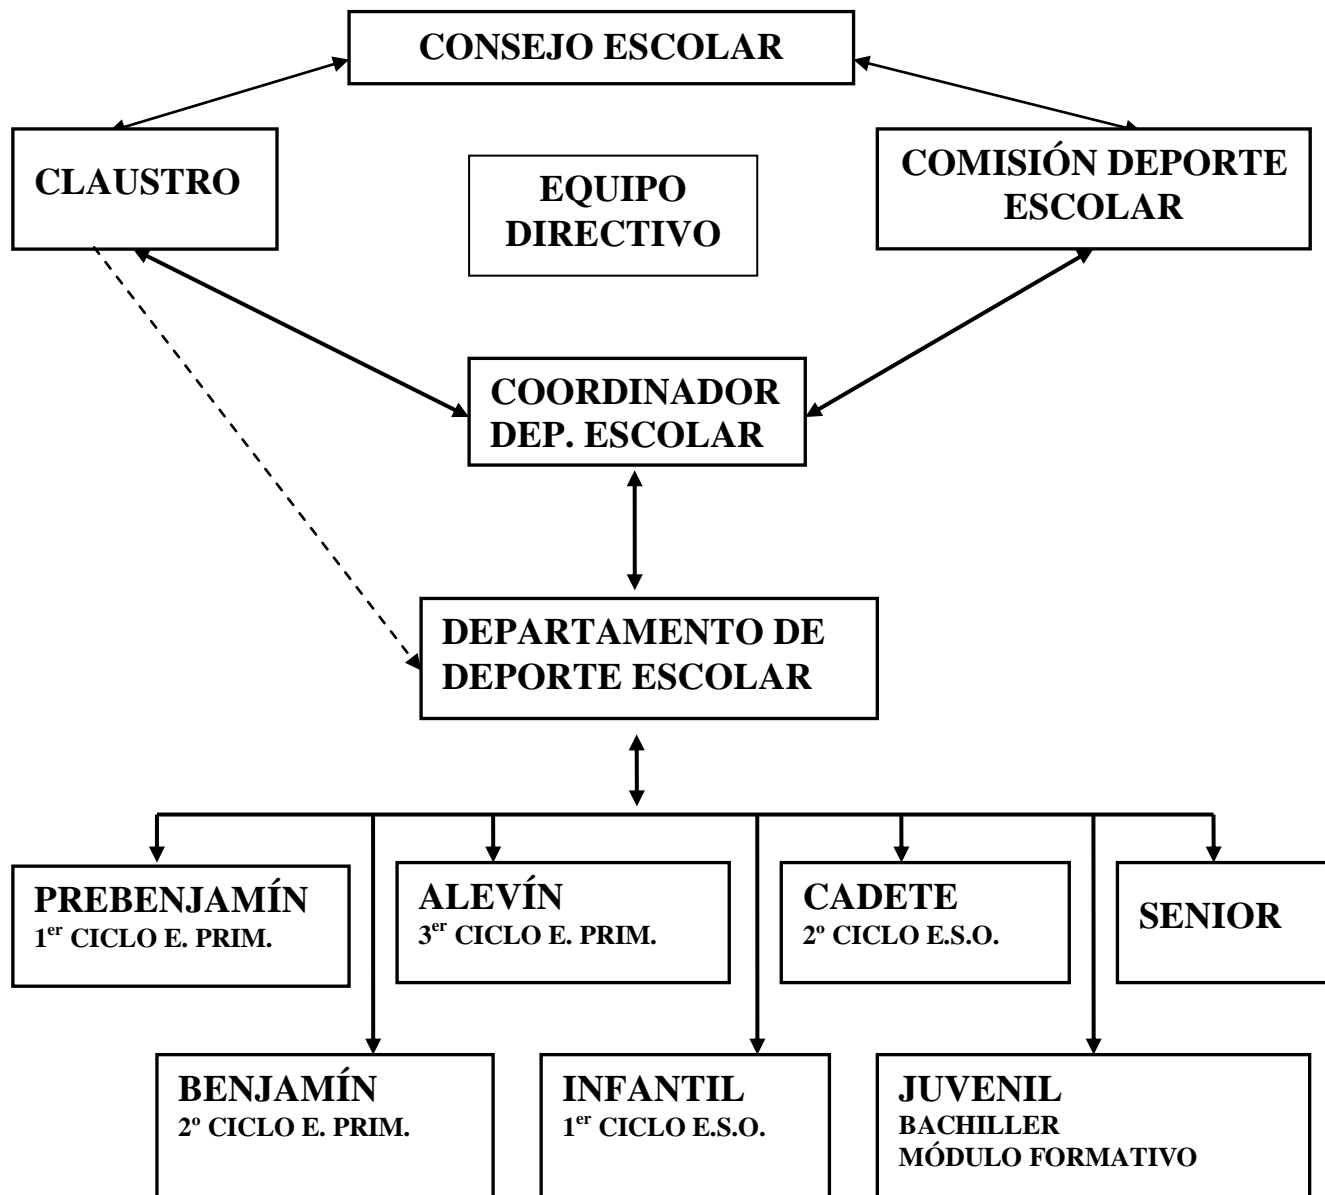 CONSEJO ESCOLAR
CLAUSTRO
EQUIPO
DIRECTIVO
COMISIÓN DEPORTE
ESCOLAR
COORDINADOR
DEP. ESCOLAR
DEPARTAMENTO DE
DEPORTE ESCOLAR
PREBENJAMÍN
1er CICLO E. PRIM.
ALEVÍN
3er CICLO E. PRIM.
CADETE
2º CICLO E.S.O.
SENIOR
BENJAMÍN
2º CICLO E. PRIM.
INFANTIL
1er CICLO E.S.O.
JUVENIL
BACHILLER
MÓDULO FORMATIVO